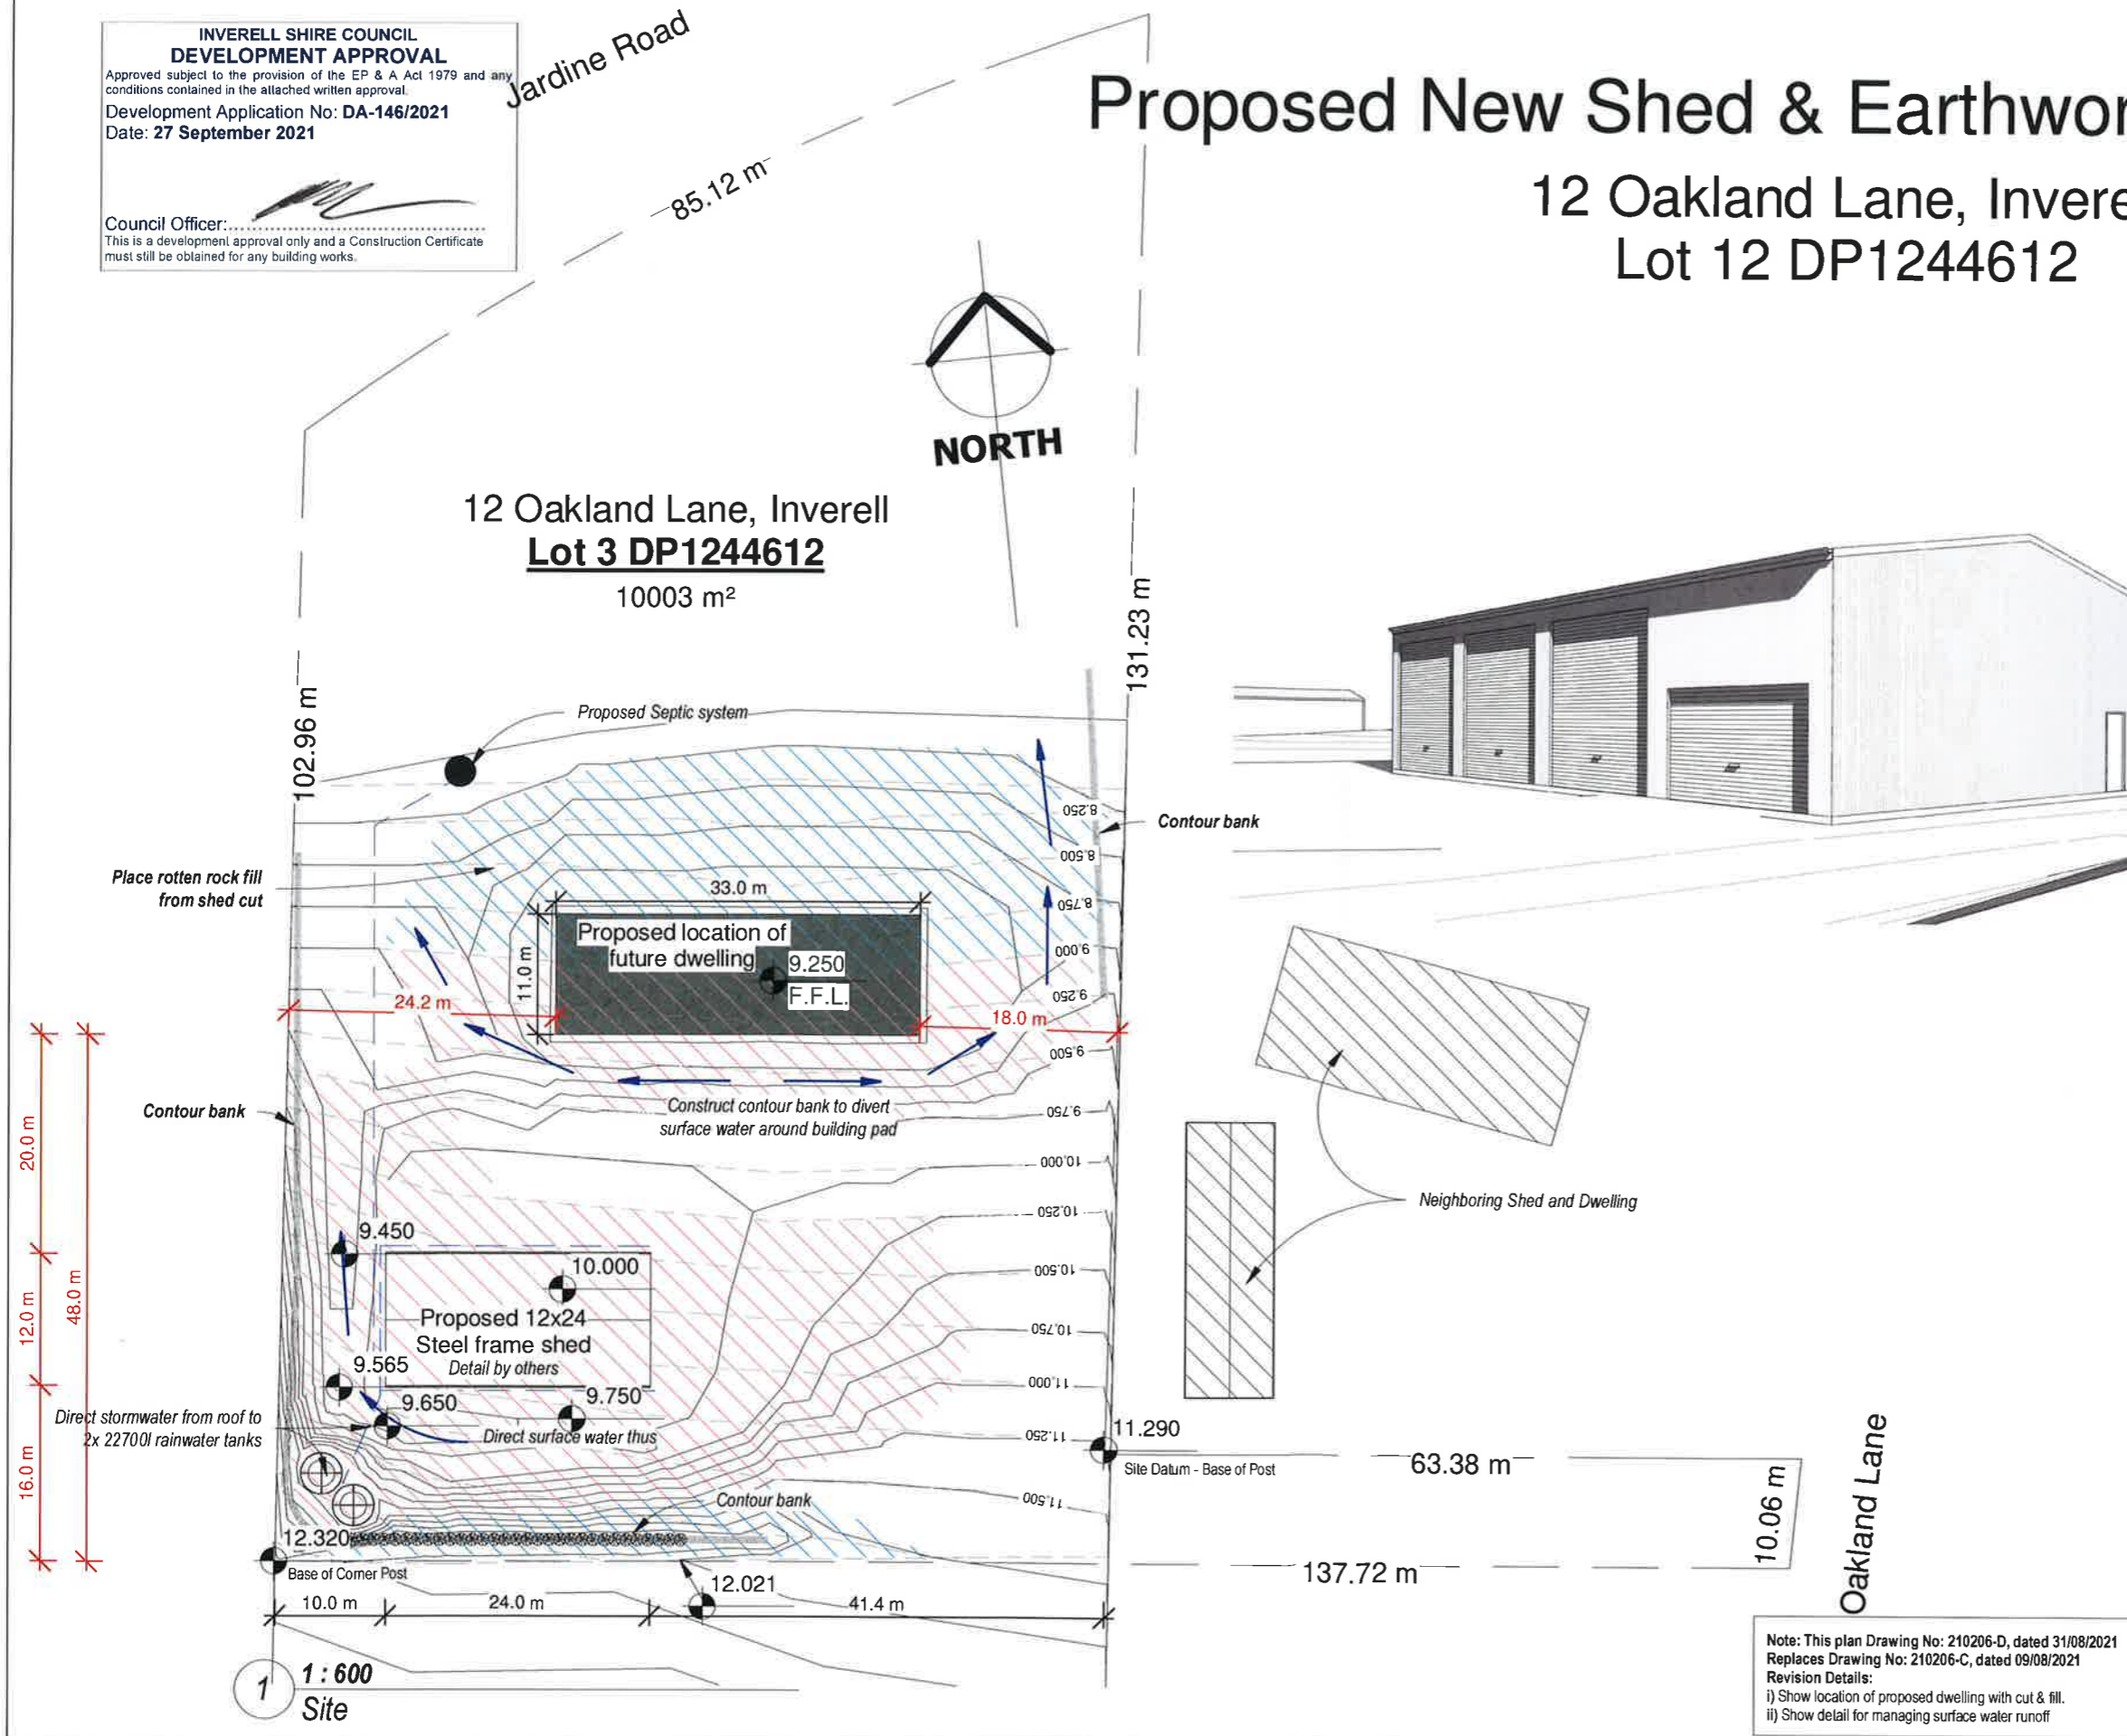 INVERELL SHIRE COUNCIL
DEVELOPMENT APPROVAL
Approved subject to the provision of the EP & A Act 1979 and any
conditions contained in the attached written approval.
Development Application No: DA-146/2021
Date: 27 September 2021
Council Officer:
This is a development approval only and a Construction Certificate
must still be obtained for any building works.
Jardine Road
85.12 m
Proposed New Shed & Earthwor
12 Oakland Lane, Invere
Lot 12 DP1244612
NORTH
12 Oakland Lane, Inverell
Lot 3 DP1244612
10003 m²
131.23 m
102.96 m
Proposed Septic system
8.250
Contour bank
8.500
Place rotten rock fill
from shed cut
33.0 m
8.750
Proposed location of
future dwelling
9.250
F.F.L.
11.0 m
9.000
9.250
24.2 m
18.0 m
9.500
Contour bank
Construct contour bank to divert
surface water around building pad
9.750
20.0 m
10.000
Neighboring Shed and Dwelling
10.250
9.450
10.000
10.500
12.0 m
48.0 m
Proposed 12x24
Steel frame shed
Detail by others
10.750
9.565
11.000
9.650
9.750
Direct stormwater from roof to
2x 22700l rainwater tanks
Direct surface water thus
11.250
11.290
Site Datum - Base of Post
63.38 m
16.0 m
Contour bank
11.500
10.06 m
Oakland Lane
12.320
Base of Corner Post
137.72 m
12.021
10.0 m
24.0 m
41.4 m
1
1 : 600
Site
Note: This plan Drawing No: 210206-D, dated 31/08/2021
Replaces Drawing No: 210206-C, dated 09/08/2021
Revision Details:
i) Show location of proposed dwelling with cut & fill.
ii) Show detail for managing surface water runoff